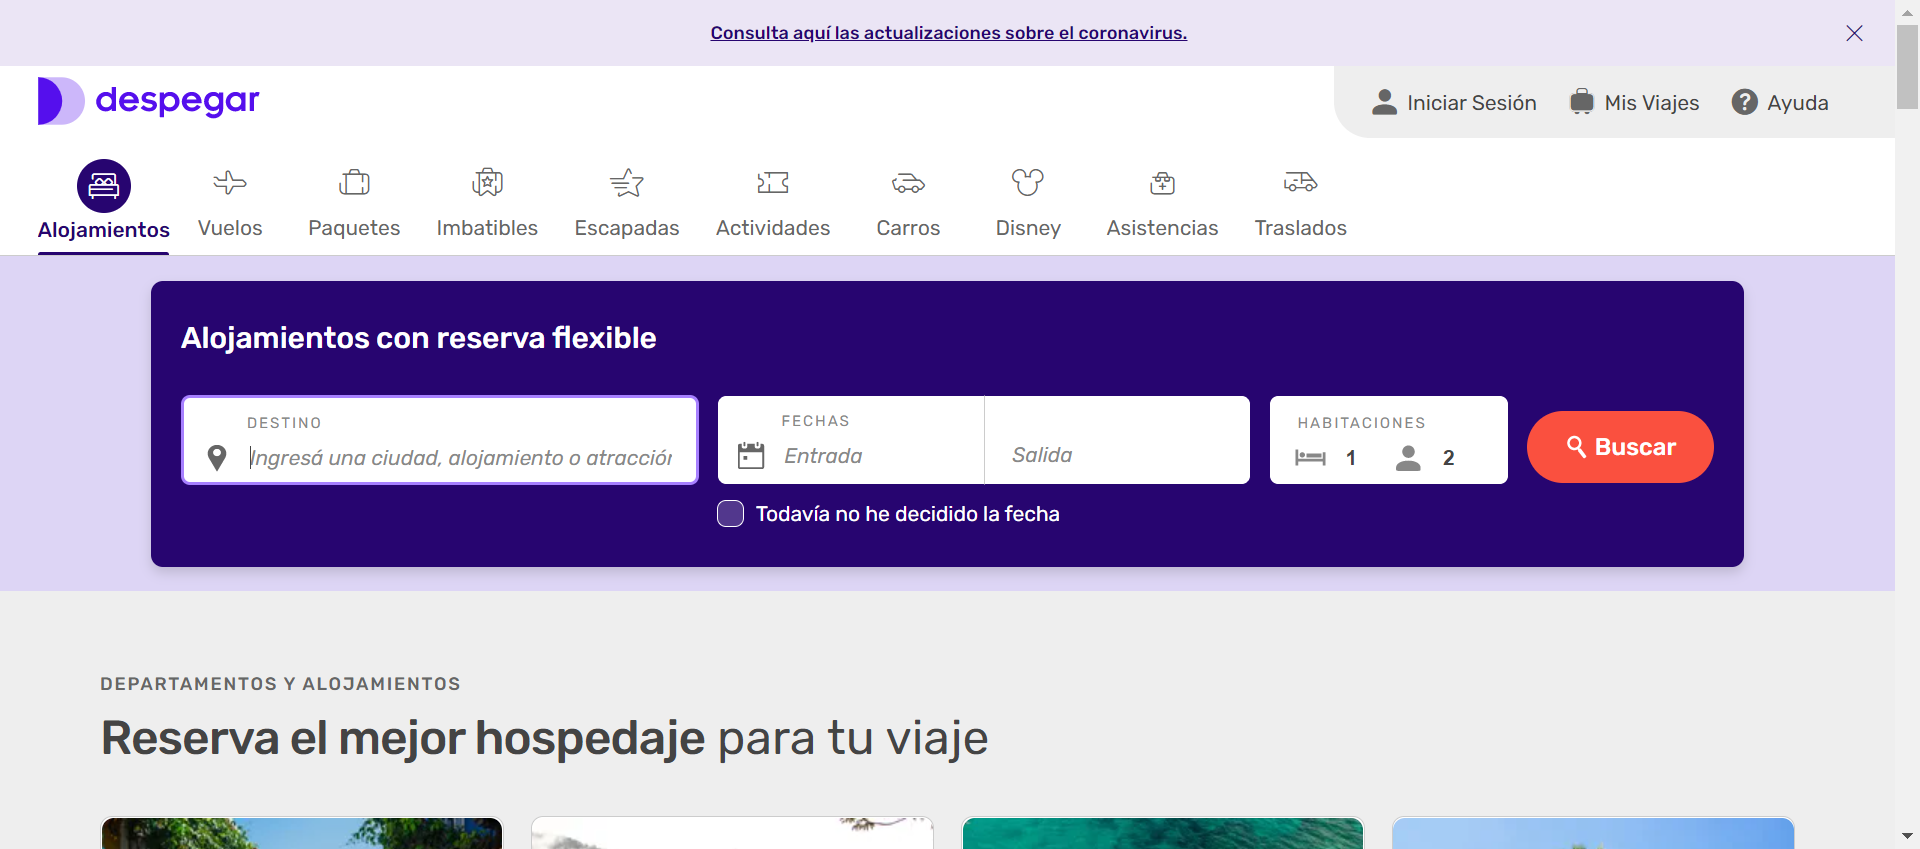 Consulta aquí las actualizaciones sobre el coronavirus.
despegar
Iniciar Sesión
Mis Viajes
Ayuda
Alojamientos
Vuelos
Paquetes
Imbatibles
Escapadas
Actividades
Carros
Disney
Asistencias
Traslados
Alojamientos con reserva flexible
DESTINO
Ingresá una ciudad, alojamiento o atracción
FECHAS
Entrada
Salida
HABITACIONES
1
2
Buscar
Todavía no he decidido la fecha
DEPARTAMENTOS Y ALOJAMIENTOS
Reserva el mejor hospedaje para tu viaje